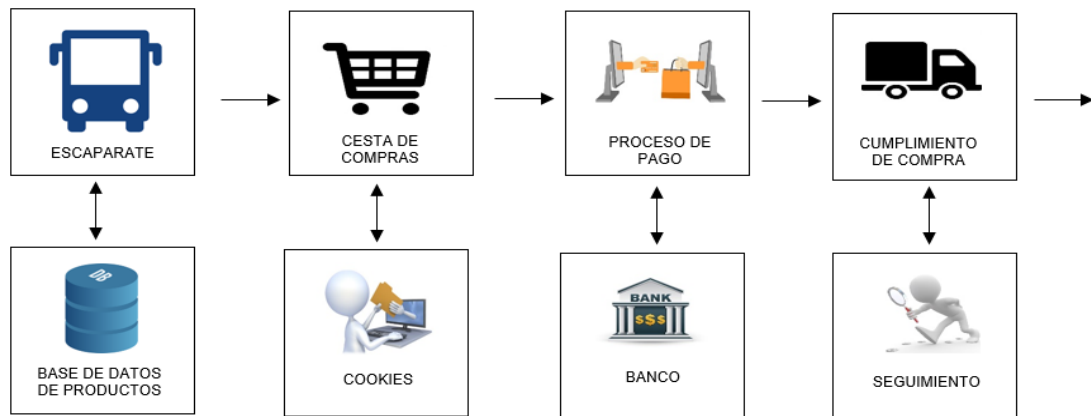 ESCAPARATE
CESTA DE
COMPRAS
PROCESO DE
PAGO
CUMPLIMIENTO
DE COMPRA
DB
BASE DE DATOS
DE PRODUCTOS
COOKIES
BANK
$$$
BANCO
SEGUIMIENTO